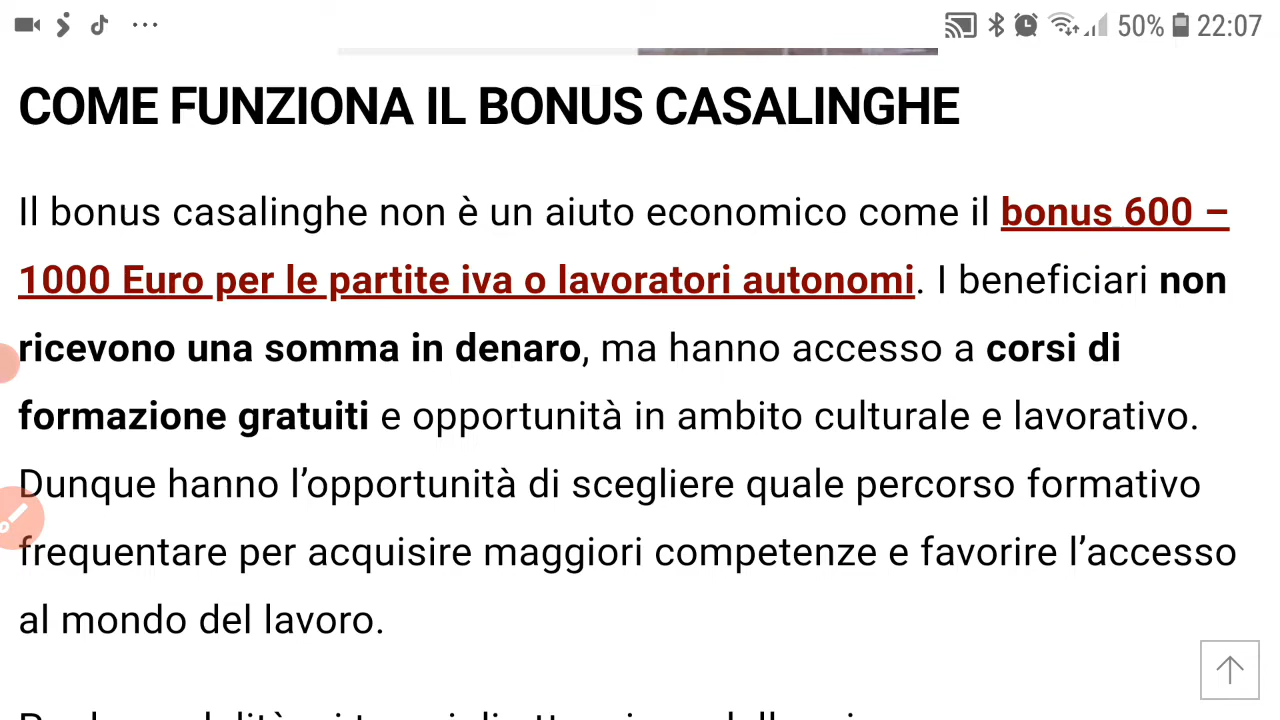 50% 22:07
COME FUNZIONA IL BONUS CASALINGHE
Il bonus casalinghe non è un aiuto economico come il bonus 600 –
1000 Euro per le partite iva o lavoratori autonomi. I beneficiari non
ricevono una somma in denaro, ma hanno accesso a corsi di
formazione gratuiti e opportunità in ambito culturale e lavorativo.
Dunque hanno l’opportunità di scegliere quale percorso formativo
frequentare per acquisire maggiori competenze e favorire l’accesso
al mondo del lavoro.